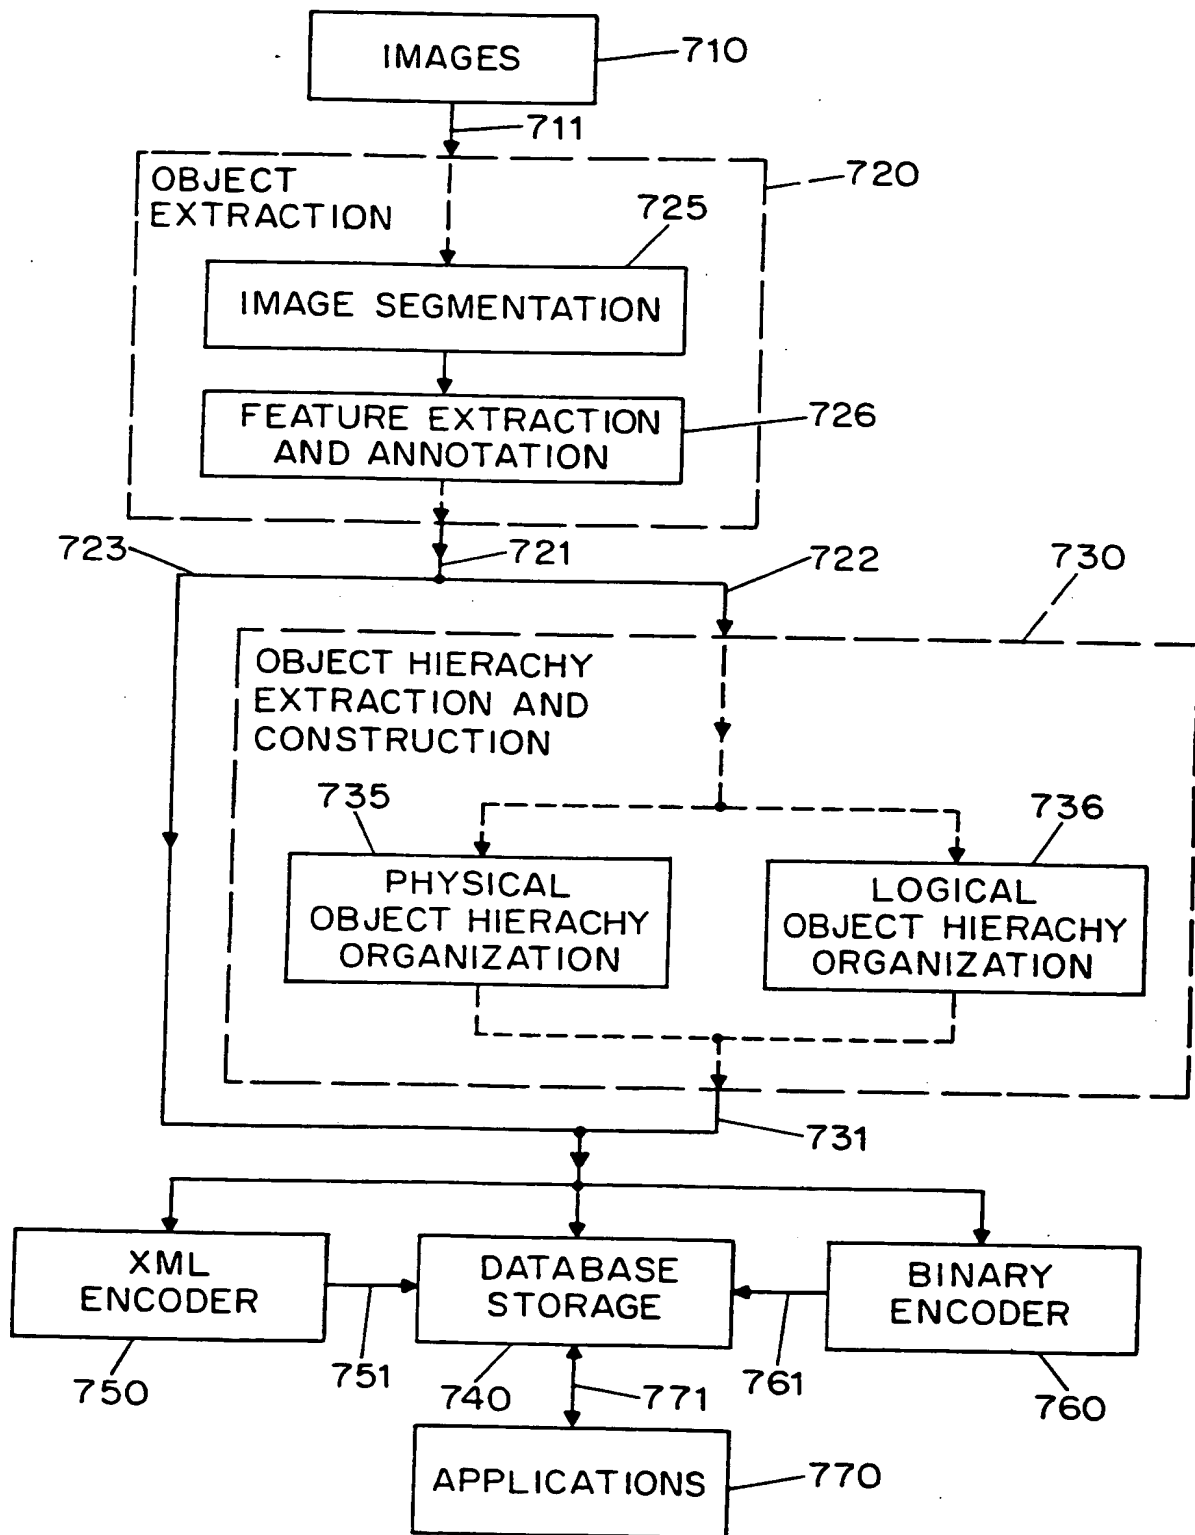 IMAGES
710
711
OBJECT
EXTRACTION
720
725
IMAGE SEGMENTATION
FEATURE EXTRACTION
AND ANNOTATION
726
723
721
722
730
OBJECT HIERACHY
EXTRACTION AND
CONSTRUCTION
735
736
PHYSICAL
OBJECT HIERACHY
ORGANIZATION
LOGICAL
OBJECT HIERACHY
ORGANIZATION
731
XML
ENCODER
DATABASE
STORAGE
BINARY
ENCODER
750
751
740
771
761
760
APPLICATIONS
770